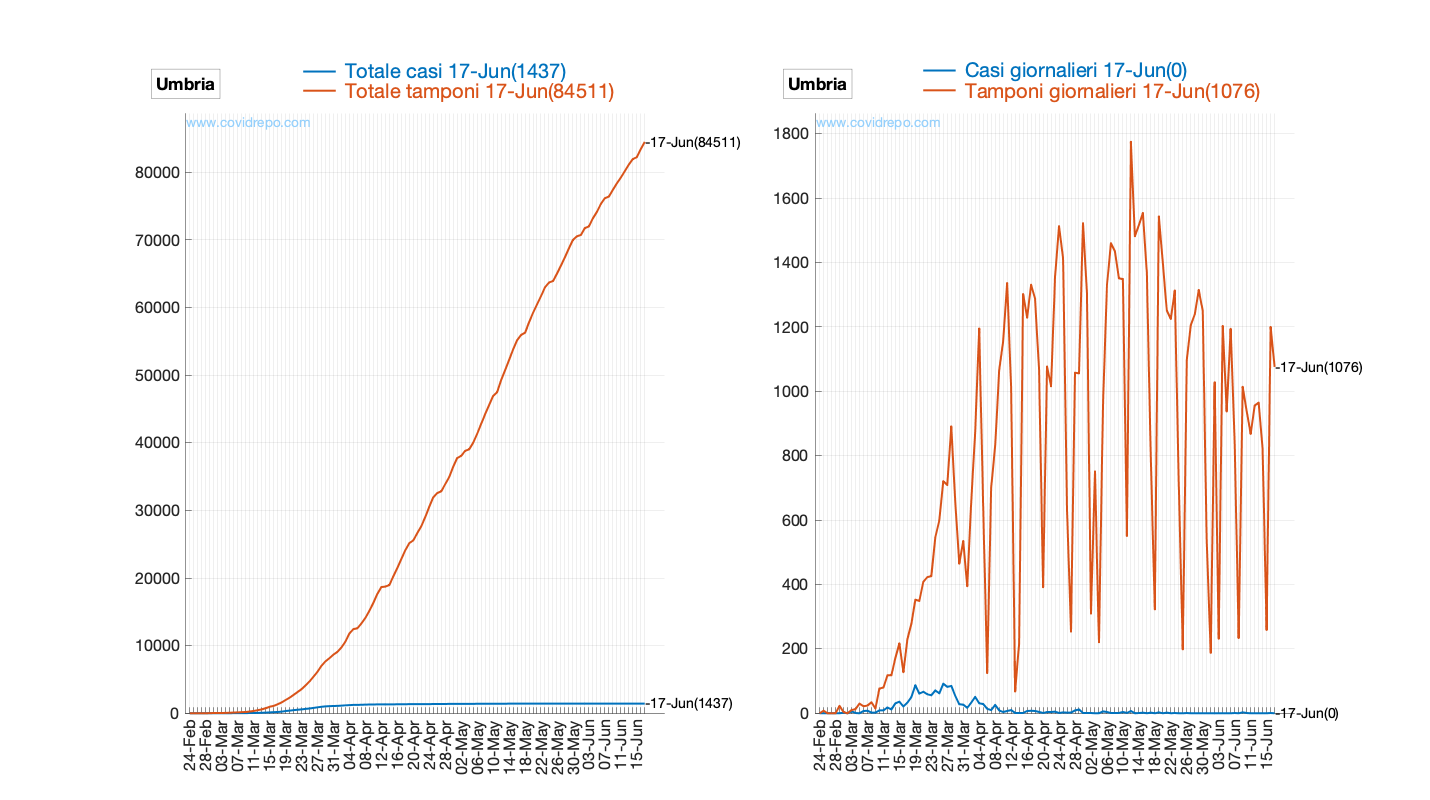 Umbria
Totale casi 17-Jun(1437)
Totale tamponi 17-Jun(84511)
www.covidrepo.com
17-Jun(84511)
80000
70000
60000
50000
40000
30000
20000
10000
0
17-Jun(1437)
24-Feb
28-Feb
03-Mar
07-Mar
11-Mar
15-Mar
19-Mar
23-Mar
27-Mar
31-Mar
04-Apr
08-Apr
12-Apr
16-Apr
20-Apr
24-Apr
28-Apr
02-May
06-May
10-May
14-May
18-May
22-May
26-May
30-May
03-Jun
07-Jun
11-Jun
15-Jun
Umbria
Casi giornalieri 17-Jun(0)
Tamponi giornalieri 17-Jun(1076)
www.covidrepo.com
1800
1600
1400
1200
1000
800
600
400
200
0
17-Jun(1076)
17-Jun(0)
24-Feb
28-Feb
03-Mar
07-Mar
11-Mar
15-Mar
19-Mar
23-Mar
27-Mar
31-Mar
04-Apr
08-Apr
12-Apr
16-Apr
20-Apr
24-Apr
28-Apr
02-May
06-May
10-May
14-May
18-May
22-May
26-May
30-May
03-Jun
07-Jun
11-Jun
15-Jun